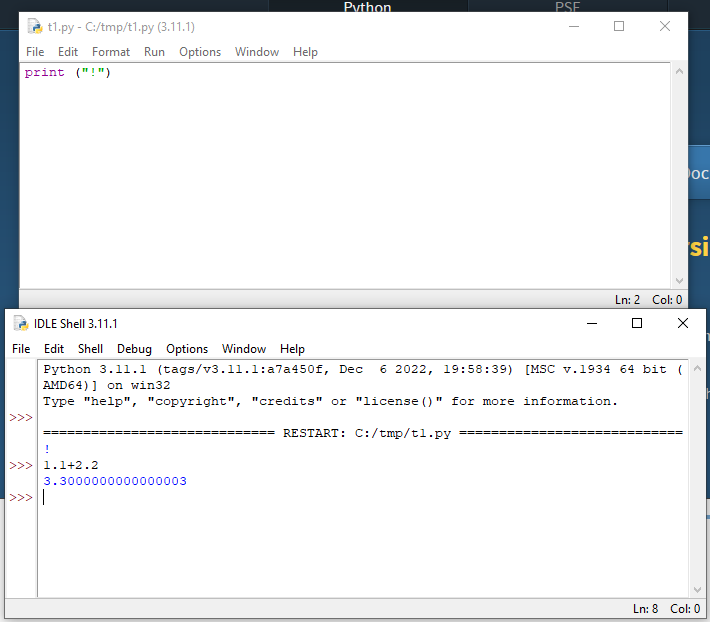 Python PSF
t1.py - C:/tmp/t1.py (3.11.1)
File Edit Format Run Options Window Help
print ("!")
Ln: 2 Col: 0
IDLE Shell 3.11.1
File Edit Shell Debug Options Window Help
Python 3.11.1 (tags/v3.11.1:a7a450f, Dec  6 2022, 19:58:39) [MSC v.1934 64 bit (
AMD64)] on win32
Type "help", "copyright", "credits" or "license()" for more information.
>>>
============================= RESTART: C:/tmp/t1.py ============================
!
>>> 1.1+2.2
3.3000000000000003
>>>
Ln: 8 Col: 0